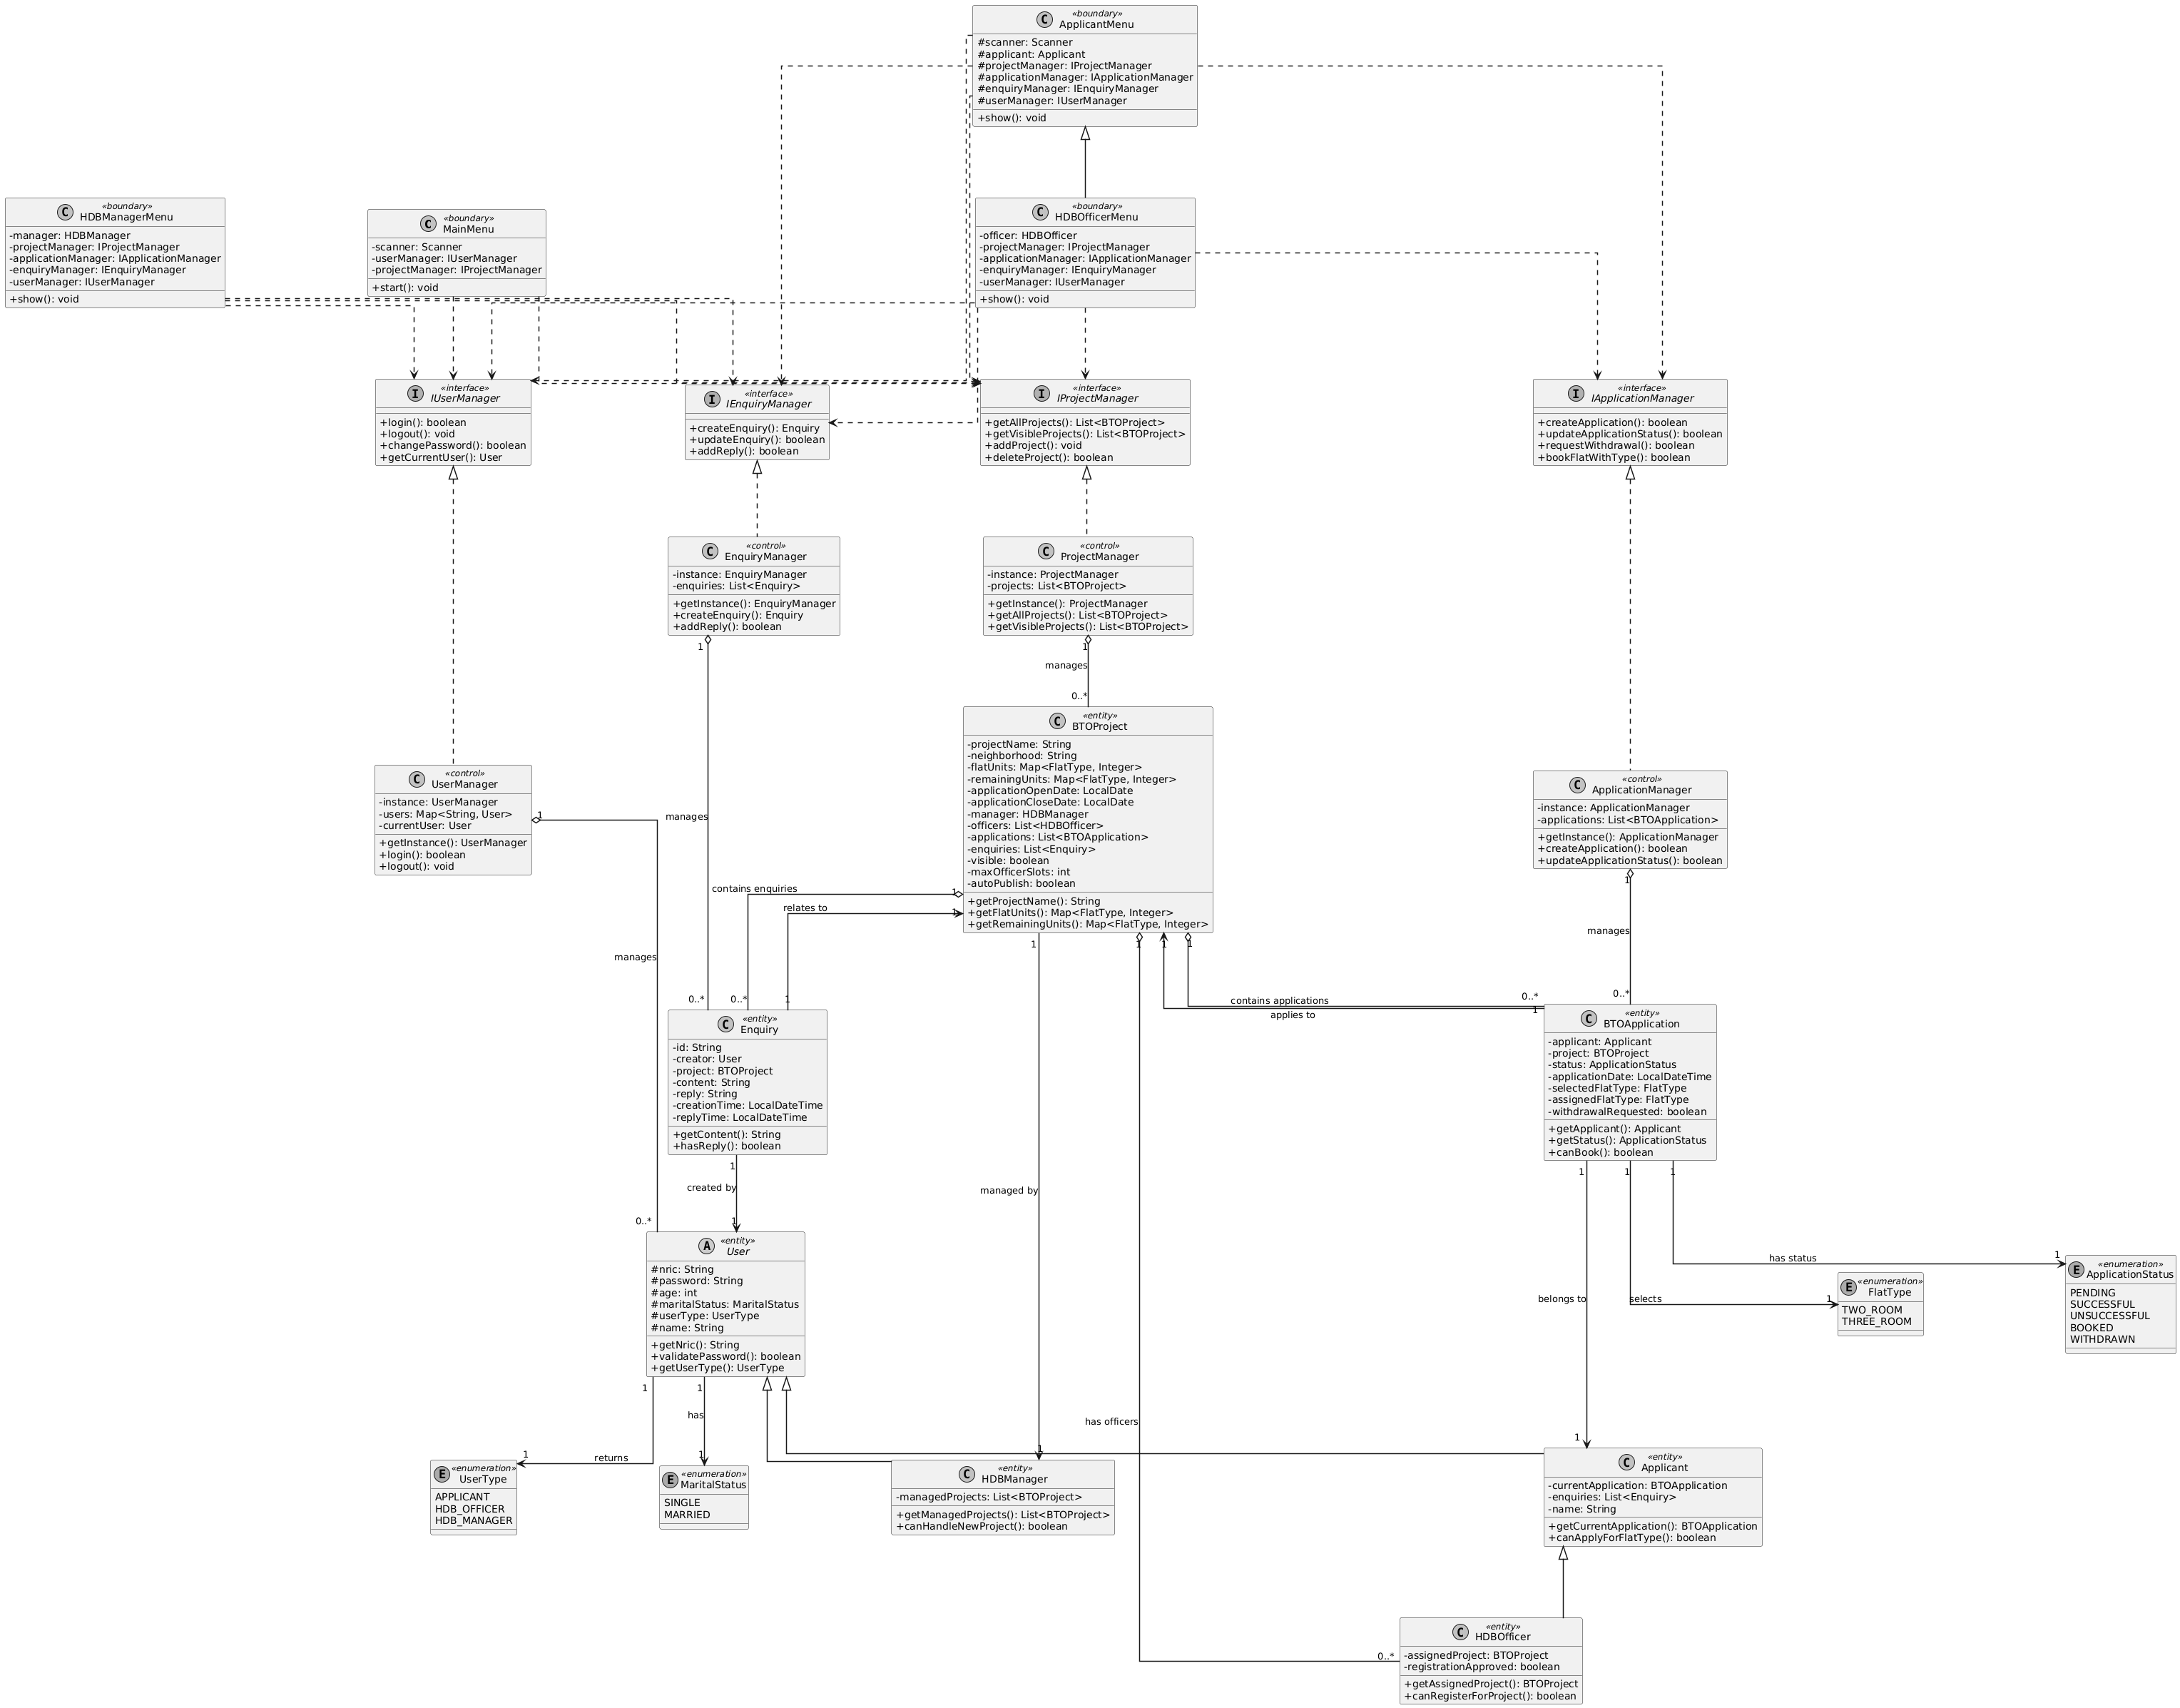 C «boundary»
ApplicantMenu
#scanner: Scanner
#applicant: Applicant
#projectManager: IProjectManager
#applicationManager: IApplicationManager
#enquiryManager: IEnquiryManager
#userManager: IUserManager
+show(): void
C «boundary»
HDBManagerMenu
-manager: HDBManager
-projectManager: IProjectManager
-applicationManager: IApplicationManager
-enquiryManager: IEnquiryManager
-userManager: IUserManager
+show(): void
C «boundary»
MainMenu
-scanner: Scanner
-userManager: IUserManager
-projectManager: IProjectManager
+start(): void
C «boundary»
HDBOfficerMenu
-officer: HDBOfficer
-projectManager: IProjectManager
-applicationManager: IApplicationManager
-enquiryManager: IEnquiryManager
-userManager: IUserManager
+show(): void
I «interface»
IUserManager
+login(): boolean
+logout(): void
+changePassword(): boolean
+getCurrentUser(): User
I «interface»
IEnquiryManager
+createEnquiry(): Enquiry
+updateEnquiry(): boolean
+addReply(): boolean
I «interface»
IProjectManager
+getAllProjects(): List<BTOProject>
+getVisibleProjects(): List<BTOProject>
+addProject(): void
+deleteProject(): boolean
I «interface»
IApplicationManager
+createApplication(): boolean
+updateApplicationStatus(): boolean
+requestWithdrawal(): boolean
+bookFlatWithType(): boolean
C «control»
EnquiryManager
-instance: EnquiryManager
-enquiries: List<Enquiry>
+getInstance(): EnquiryManager
+createEnquiry(): Enquiry
+addReply(): boolean
1
C «control»
ProjectManager
-instance: ProjectManager
-projects: List<BTOProject>
+getInstance(): ProjectManager
+getAllProjects(): List<BTOProject>
+getVisibleProjects(): List<BTOProject>
1
manages
0..*
C «control»
UserManager
-instance: UserManager
-users: Map<String, User>
-currentUser: User
+getInstance(): UserManager
+login(): boolean
+logout(): void
1
manages
C «entity»
BTOProject
-projectName: String
-neighborhood: String
-flatUnits: Map<FlatType, Integer>
-remainingUnits: Map<FlatType, Integer>
-applicationOpenDate: LocalDate
-applicationCloseDate: LocalDate
-manager: HDBManager
-officers: List<HDBOfficer>
-applications: List<BTOApplication>
-enquiries: List<Enquiry>
-visible: boolean
-maxOfficerSlots: int
-autoPublish: boolean
+getProjectName(): String
+getFlatUnits(): Map<FlatType, Integer>
+getRemainingUnits(): Map<FlatType, Integer>
contains enquiries
1
relates to
1
1
1
1
1
C «control»
ApplicationManager
-instance: ApplicationManager
-applications: List<BTOApplication>
+getInstance(): ApplicationManager
+createApplication(): boolean
+updateApplicationStatus(): boolean
1
manages
manages
0..*
0..*
1
contains applications
0..*
0..*
applies to
1
C «entity»
Enquiry
-id: String
-creator: User
-project: BTOProject
-content: String
-reply: String
-creationTime: LocalDateTime
-replyTime: LocalDateTime
+getContent(): String
+hasReply(): boolean
1
created by
1
0..*
C «entity»
BTOApplication
-applicant: Applicant
-project: BTOProject
-status: ApplicationStatus
-applicationDate: LocalDateTime
-selectedFlatType: FlatType
-assignedFlatType: FlatType
-withdrawalRequested: boolean
+getApplicant(): Applicant
+getStatus(): ApplicationStatus
+canBook(): boolean
1
1
1
managed by
A «entity»
User
#nric: String
#password: String
#age: int
#maritalStatus: MaritalStatus
#userType: UserType
#name: String
+getNric(): String
+validatePassword(): boolean
+getUserType(): UserType
1
1
has status
1
belongs to
selects
1
E «enumeration»
FlatType
TWO_ROOM
THREE_ROOM
E «enumeration»
ApplicationStatus
PENDING
SUCCESSFUL
UNSUCCESSFUL
BOOKED
WITHDRAWN
has
has officers
returns
1
1
1
1
E «enumeration»
UserType
APPLICANT
HDB_OFFICER
HDB_MANAGER
E «enumeration»
MaritalStatus
SINGLE
MARRIED
C «entity»
HDBManager
-managedProjects: List<BTOProject>
+getManagedProjects(): List<BTOProject>
+canHandleNewProject(): boolean
C «entity»
Applicant
-currentApplication: BTOApplication
-enquiries: List<Enquiry>
-name: String
+getCurrentApplication(): BTOApplication
+canApplyForFlatType(): boolean
0..*
C «entity»
HDBOfficer
-assignedProject: BTOProject
-registrationApproved: boolean
+getAssignedProject(): BTOProject
+canRegisterForProject(): boolean